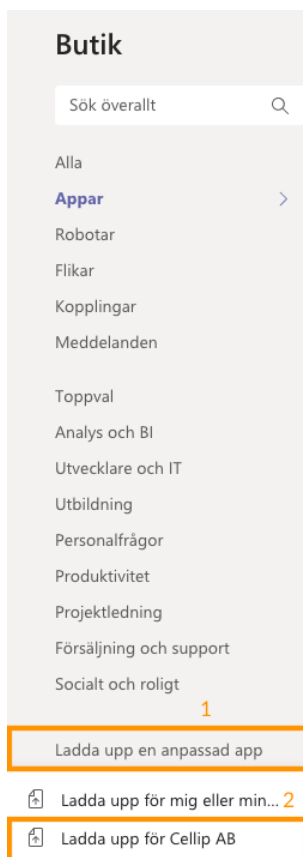 Butik
Sök överallt
Alla
Appar
Robotar
Flikar
Kopplingar
Meddelanden
Toppval
Analys och BI
Utvecklare och IT
Utbildning
Personalfrågor
Produktivitet
Projektledning
Försäljning och support
Socialt och roligt
1
Ladda upp en anpassad app
Ladda upp för mig eller min... 2
Ladda upp för Cellip AB